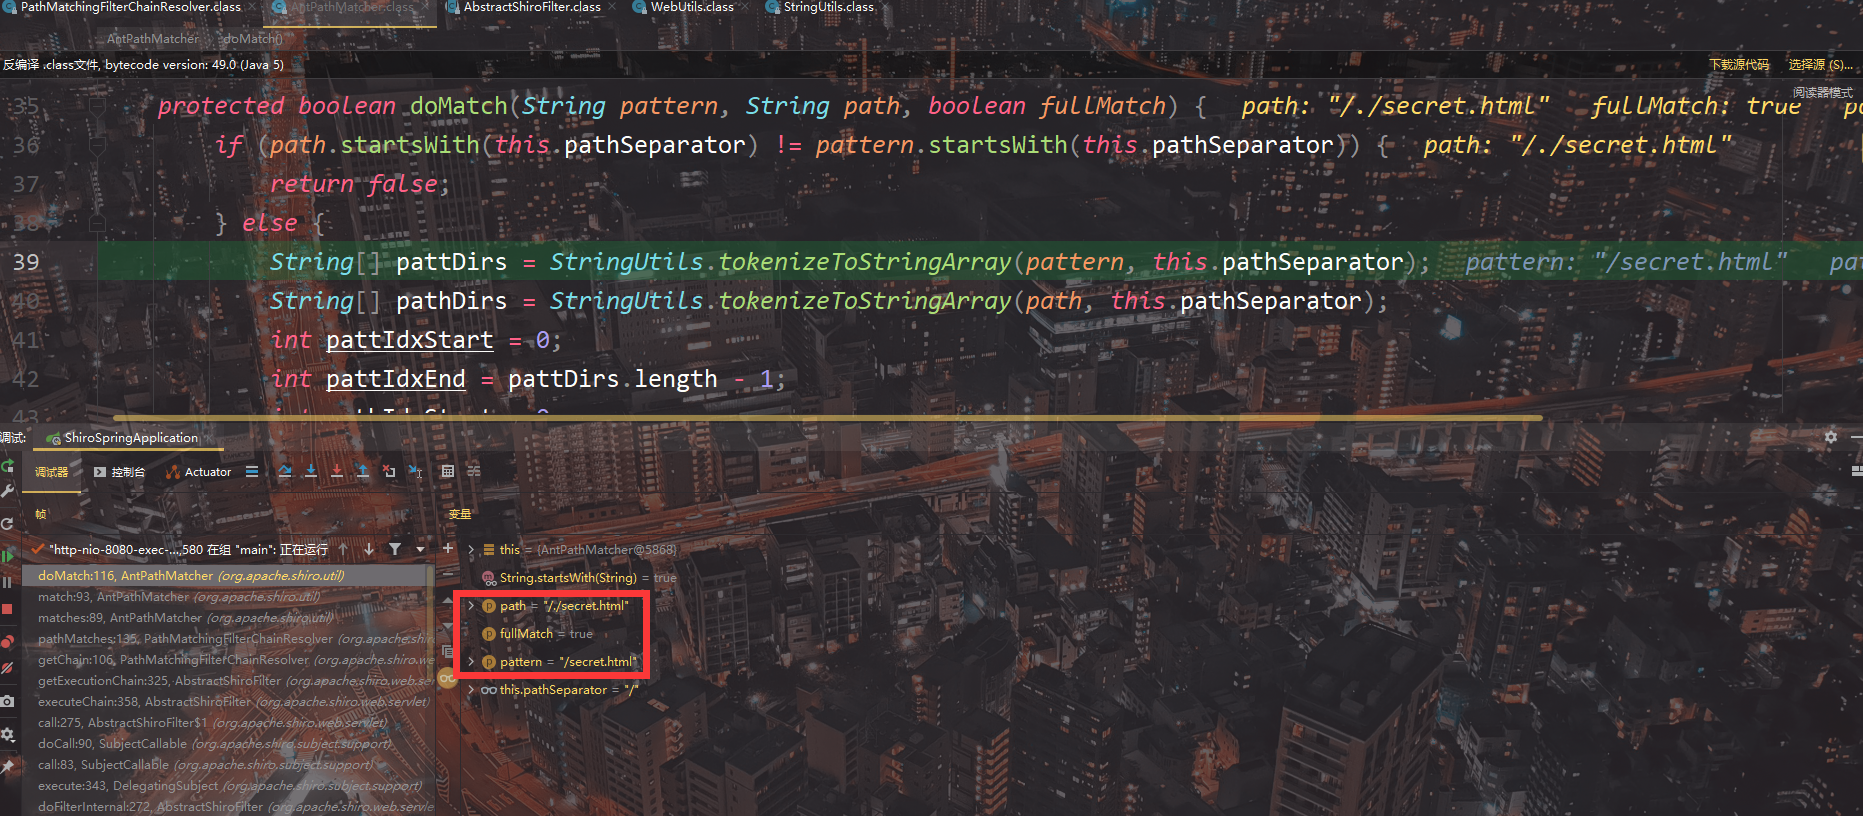 PathMatchingFilterChainResolver.class AntPathMatcher.class AbstractShiroFilter.class WebUtils.class StringUtils.class
AntPathMatcher doMatch()
反编译 .class文件, bytecode version: 49.0 (Java 5) 下载源代码 选择源 (S)...
阅读器模式
35 protected boolean doMatch(String pattern, String path, boolean fullMatch) { path: "/./secret.html" fullMatch: true
36 if (path.startsWith(this.pathSeparator) != pattern.startsWith(this.pathSeparator)) { path: "/./secret.html"
37 return false;
38 } else {
39 String[] pattDirs = StringUtils.tokenizeToStringArray(pattern, this.pathSeparator); pattern: "/secret.html"
40 String[] pathDirs = StringUtils.tokenizeToStringArray(path, this.pathSeparator);
41 int pattIdxStart = 0;
42 int pattIdxEnd = pattDirs.length - 1;
43
调试: ShiroSpringApplication
调试器 控制台 Actuator
帧 变量
"http-nio-8080-exec-...,580 在组 "main": 正在运行
doMatch:116, AntPathMatcher (org.apache.shiro.util)
match:93, AntPathMatcher (org.apache.shiro.util)
matches:89, AntPathMatcher (org.apache.shiro.util)
pathMatches:135, PathMatchingFilterChainResolver (org.apache.shi
getChain:106, PathMatchingFilterChainResolver (org.apache.shiro.we
getExecutionChain:325, AbstractShiroFilter (org.apache.shiro.web.se
executeChain:358, AbstractShiroFilter (org.apache.shiro.web.servlet)
call:275, AbstractShiroFilter$1 (org.apache.shiro.web.servlet)
doCall:90, SubjectCallable (org.apache.shiro.subject.support)
call:83, SubjectCallable (org.apache.shiro.subject.support)
execute:343, DelegatingSubject (org.apache.shiro.subject.support)
doFilterInternal:272, AbstractShiroFilter (org.apache.shiro.web.servle
this = {AntPathMatcher@5868}
String.startsWith(String) = true
path = "/./secret.html"
fullMatch = true
pattern = "/secret.html"
this.pathSeparator = "/"